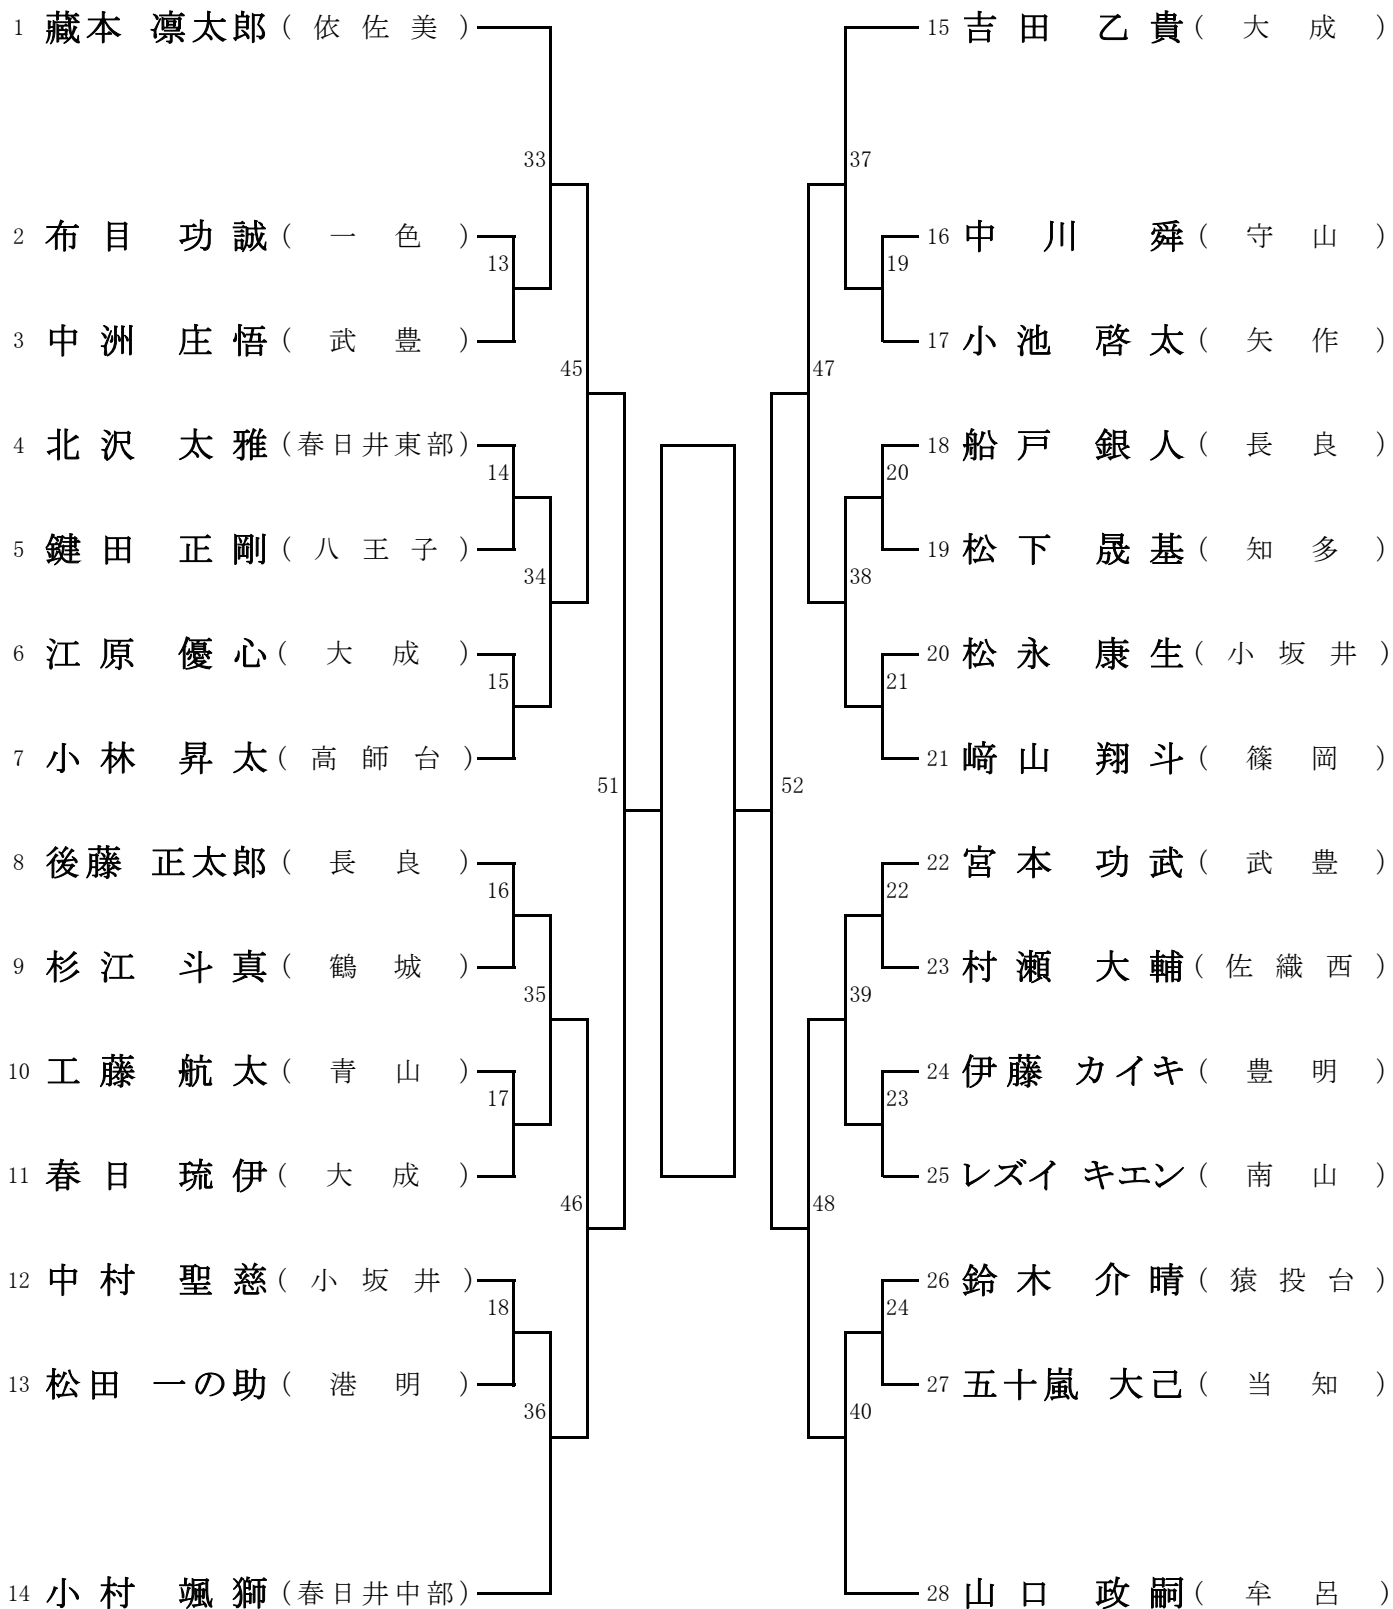 1 藏本 凛太郎 (依佐美)
33
2 布目 功誠 (一色)
13
3 中洲 庄悟 (武豊)
45
4 北沢 太雅 (春日井東部)
14
5 鍵田 正剛 (八王子)
34
6 江原 優心 (大成)
15
7 小林 昇太 (高師台)
51
8 後藤 正太郎 (長良)
16
9 杉江 斗真 (鶴城)
35
10 工藤 航太 (青山)
17
11 春日 琉伊 (大成)
46
12 中村 聖慈 (小坂井)
18
13 松田 一の助 (港明)
36
14 小村 颯獅 (春日井中部)
15 吉田 乙貴 (大成)
37
16 中川 舜 (守山)
19
17 小池 啓太 (矢作)
47
18 船戸 銀人 (長良)
20
19 松下 晟基 (知多)
38
20 松永 康生 (小坂井)
21
21 﨑山 翔斗 (篠岡)
52
22 宮本 功武 (武豊)
22
23 村瀬 大輔 (佐織西)
39
24 伊藤 カイキ (豊明)
23
25 レズイ キエン (南山)
48
26 鈴木 介晴 (猿投台)
24
27 五十嵐 大己 (当知)
40
28 山口 政嗣 (牟呂)